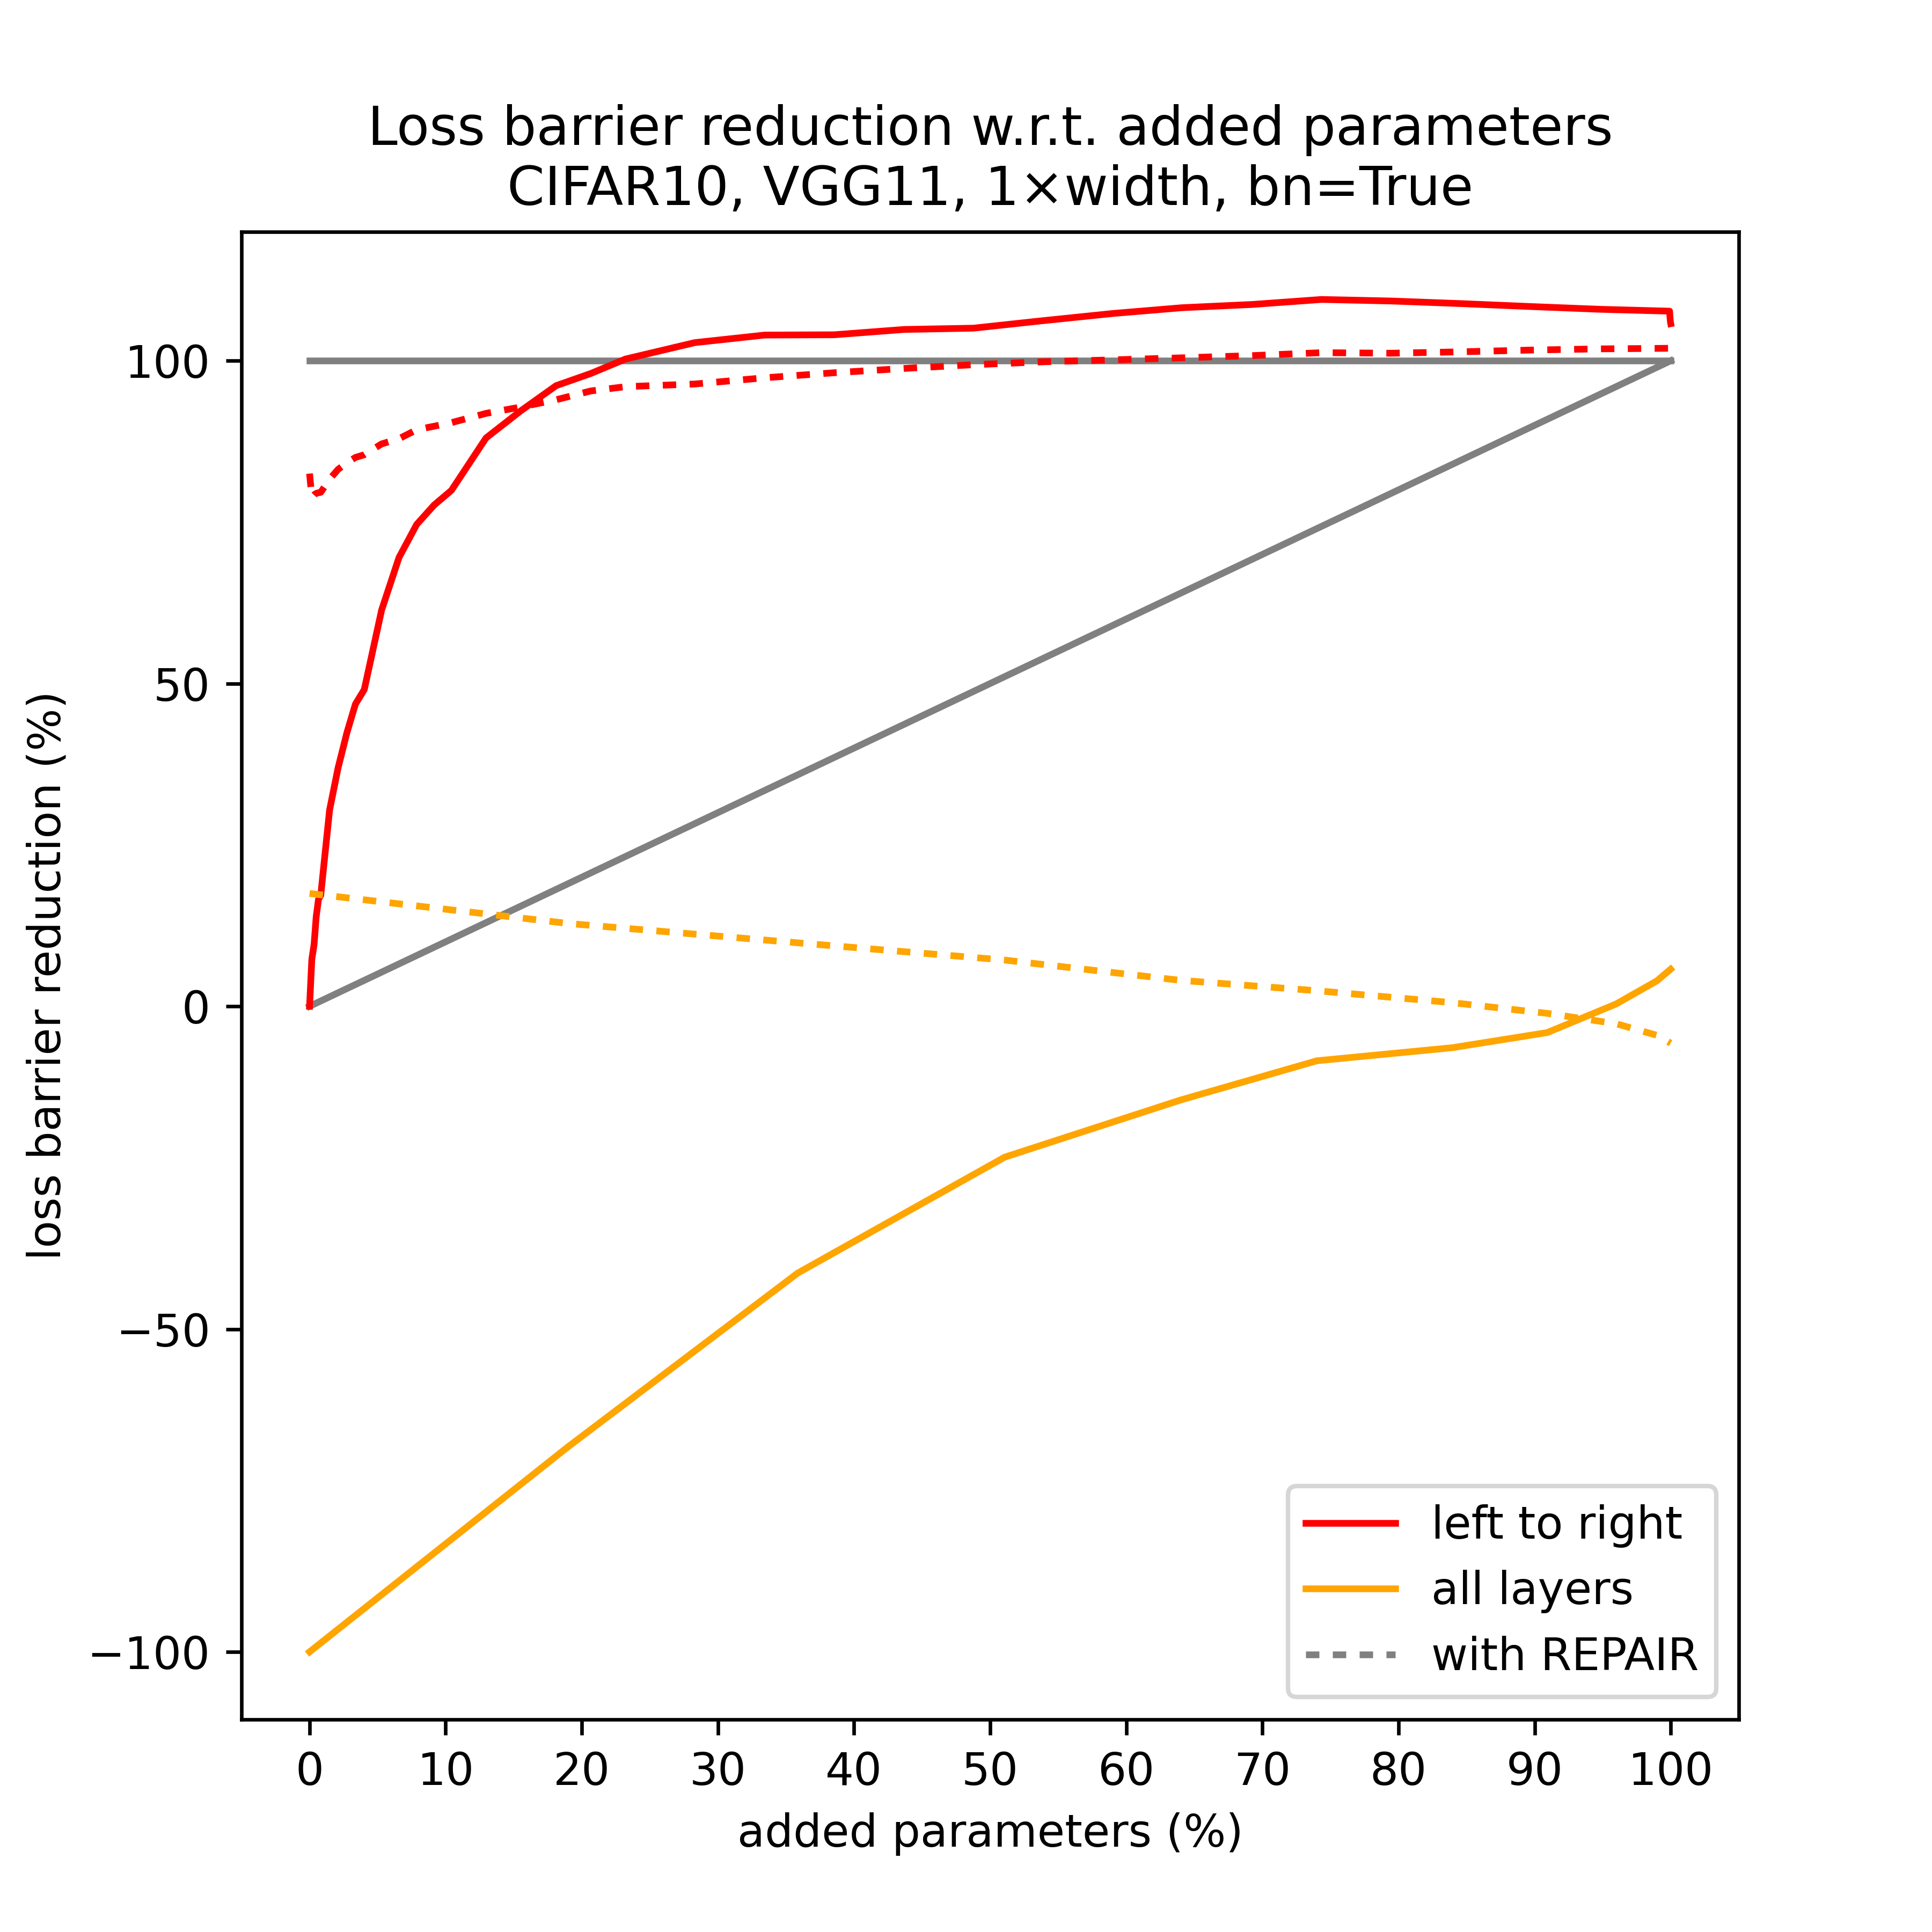 Loss barrier reduction w.r.t. added parameters
CIFAR10, VGG11, 1×width, bn=True
loss barrier reduction (%)
100
50
0
−50
−100
0 10 20 30 40 50 60 70 80 90 100
added parameters (%)
left to right
all layers
with REPAIR